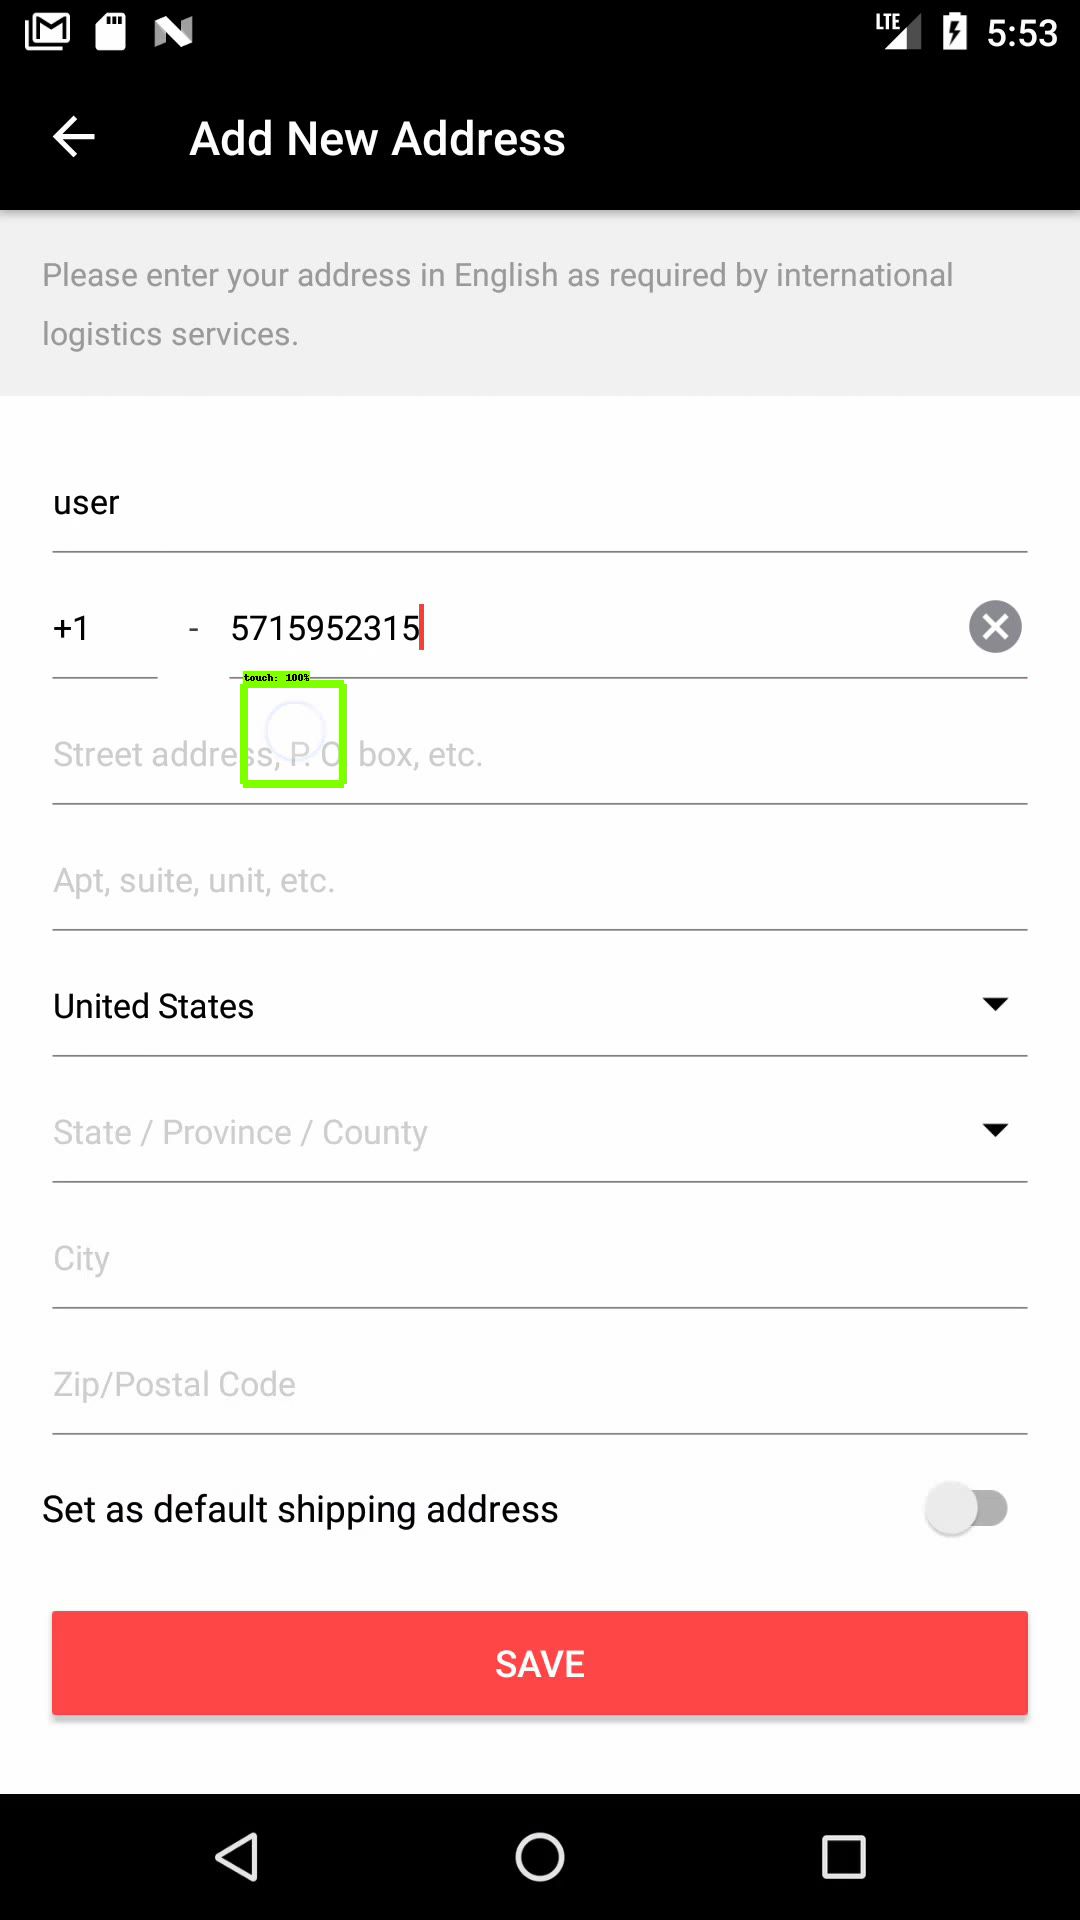 LTE 5:53
Add New Address
Please enter your address in English as required by international
logistics services.
user
+1 - 5715952315
touch: 100%
Street address, P. O. box, etc.
Apt, suite, unit, etc.
United States
State / Province / County
City
Zip/Postal Code
Set as default shipping address
SAVE